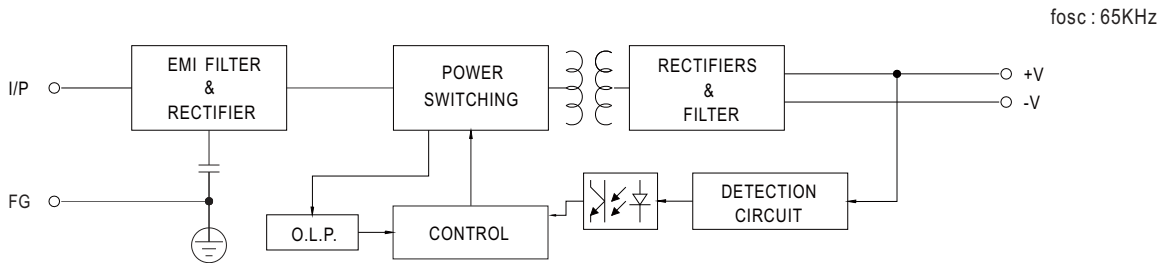 fosc : 65KHz
I/P
EMI FILTER
&
RECTIFIER
POWER
SWITCHING
RECTIFIERS
&
FILTER
+V
-V
FG
O.L.P.
CONTROL
DETECTION
CIRCUIT